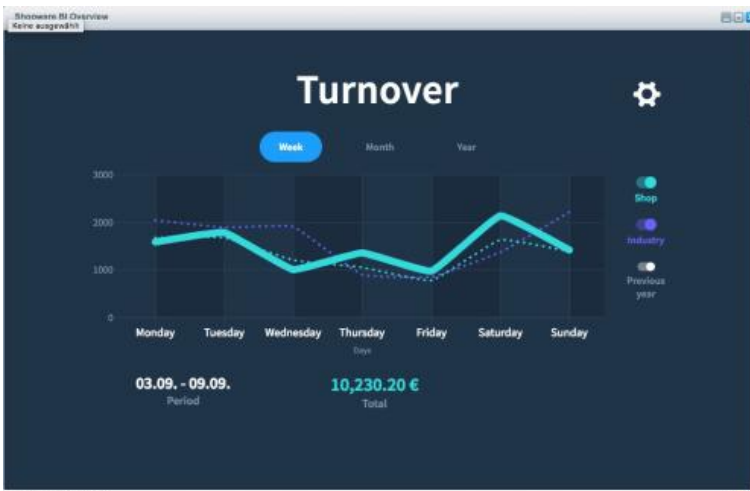 Shopware BI Overview
Keine ausgewählt
Turnover
Week Month Year
3000
2000
1000
0
Shop
Industry
Previous
year
Monday Tuesday Wednesday Thursday Friday Saturday Sunday
Days
03.09. - 09.09.
Period
10,230.20 €
Total